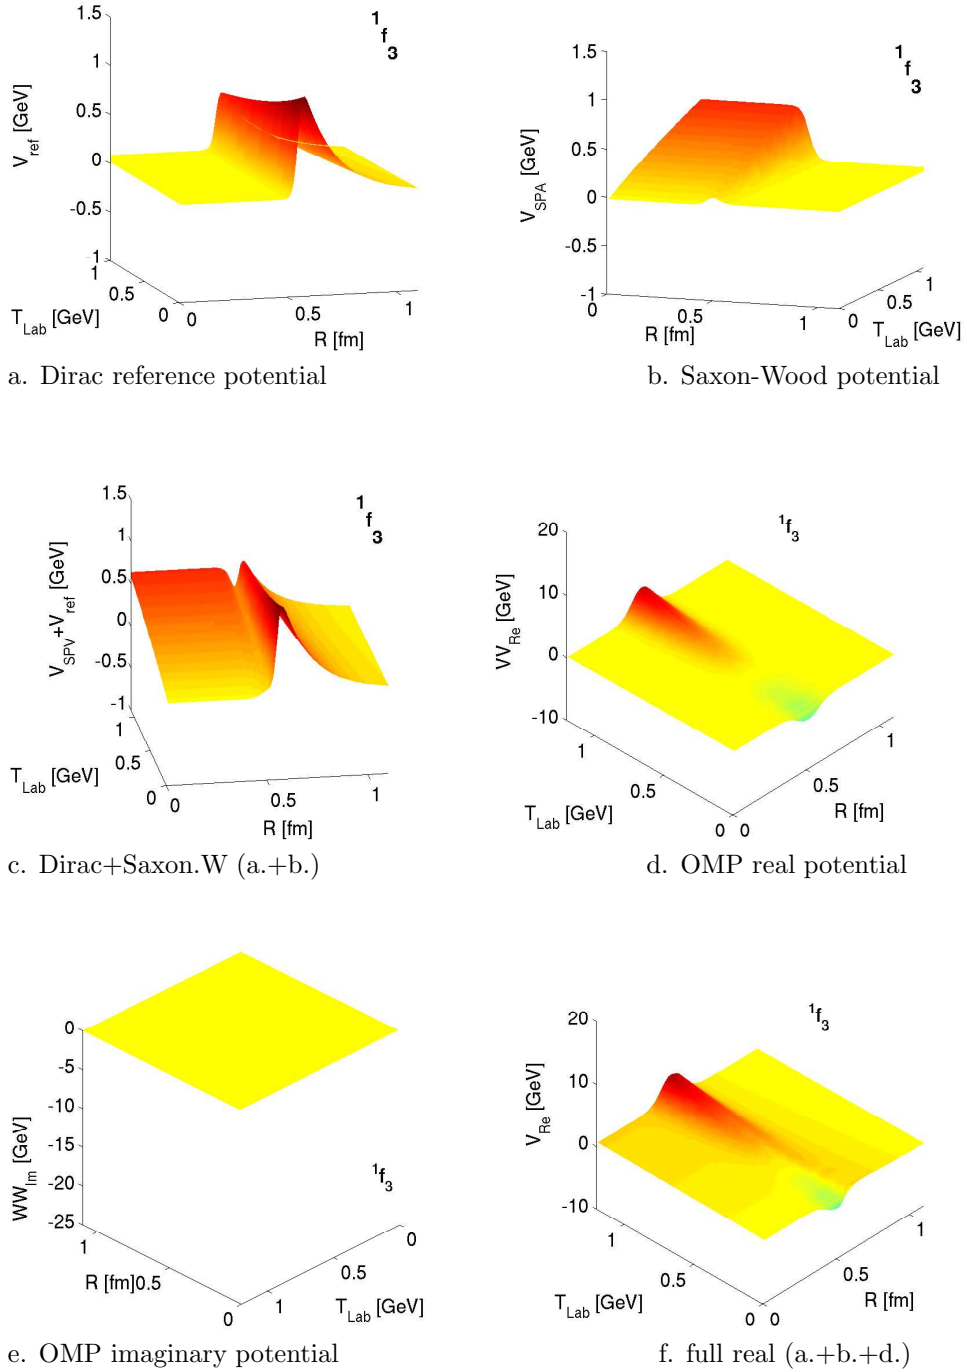 1.5
1
0.5
0
-0.5
-1
V_ref [GeV]
1
0.5
0
T_Lab [GeV]
0
0.5
1
R [fm]
1 f 3
a. Dirac reference potential
1.5
1
0.5
0
-0.5
-1
V_SPA [GeV]
0
0.5
1
R [fm]
0
0.5
1
T_Lab [GeV]
1 f 3
b. Saxon-Wood potential
1.5
1
0.5
0
-0.5
-1
V_SPV+V_ref [GeV]
1
0.5
0
T_Lab [GeV]
0
0.5
1
R [fm]
1 f 3
c. Dirac+Saxon.W (a.+b.)
20
10
0
-10
VV_Re [GeV]
1
0.5
0
T_Lab [GeV]
0
0.5
1
R [fm]
1f3
d. OMP real potential
0
-5
-10
-15
-20
-25
WW_Im [GeV]
1
R [fm]0.5
0
1
0.5
0
T_Lab [GeV]
1f3
e. OMP imaginary potential
20
10
0
-10
V_Re [GeV]
1
0.5
0
T_Lab [GeV]
0
0.5
1
R [fm]
1f3
f. full real (a.+b.+d.)